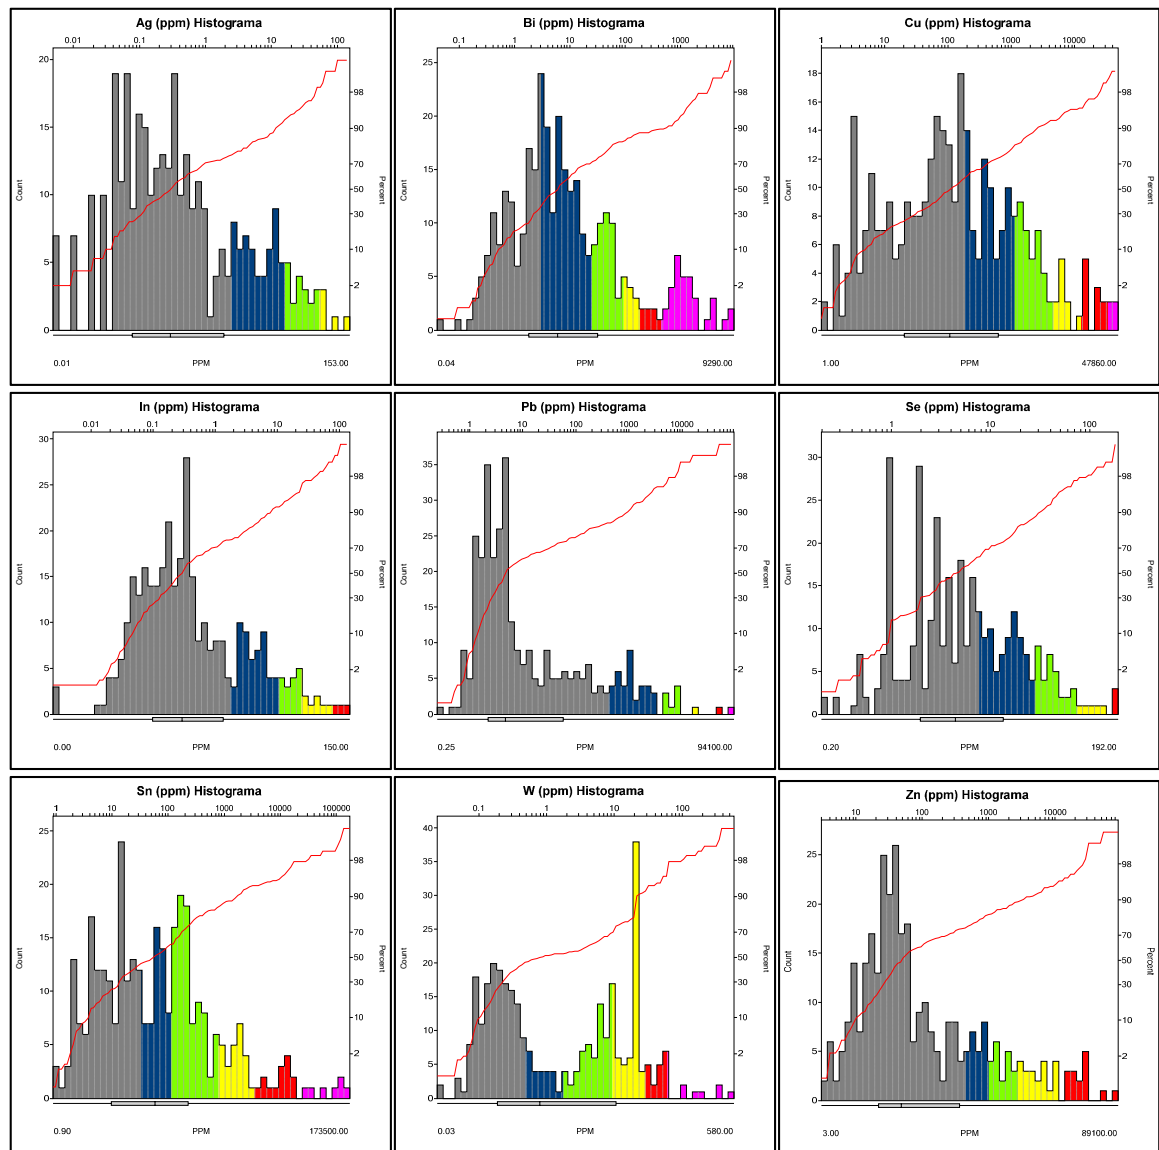 Ag (ppm) Histograma
0.01 0.1 1 10 100
20
15
10
5
0
98
90
70
50
30
10
2
Count
Percent
0.01 PPM 153.00
Bi (ppm) Histograma
0.1 1 10 100 1000
25
20
15
10
5
0
98
90
70
50
30
10
2
Count
Percent
0.04 PPM 9290.00
Cu (ppm) Histograma
1 10 100 1000 10000
18
16
14
12
10
8
6
4
2
0
98
90
70
50
30
10
2
Count
Percent
1.00 PPM 47860.00
In (ppm) Histograma
0.01 0.1 1 10 100
30
25
20
15
10
5
0
98
90
70
50
30
10
2
Count
Percent
0.00 PPM 150.00
Pb (ppm) Histograma
1 10 100 1000 10000
35
30
25
20
15
10
5
0
98
90
70
50
30
10
2
Count
Percent
0.25 PPM 94100.00
Se (ppm) Histograma
1 10 100
30
25
20
15
10
5
0
98
90
70
50
30
10
2
Count
Percent
0.20 PPM 192.00
Sn (ppm) Histograma
1 10 100 1000 10000 100000
25
20
15
10
5
0
98
90
70
50
30
10
2
Count
Percent
0.90 PPM 173500.00
W (ppm) Histograma
0.1 1 10 100
40
35
30
25
20
15
10
5
0
98
90
70
50
30
10
2
Count
Percent
0.03 PPM 580.00
Zn (ppm) Histograma
10 100 1000 10000
25
20
15
10
5
0
98
90
70
50
30
10
2
Count
Percent
3.00 PPM 89100.00